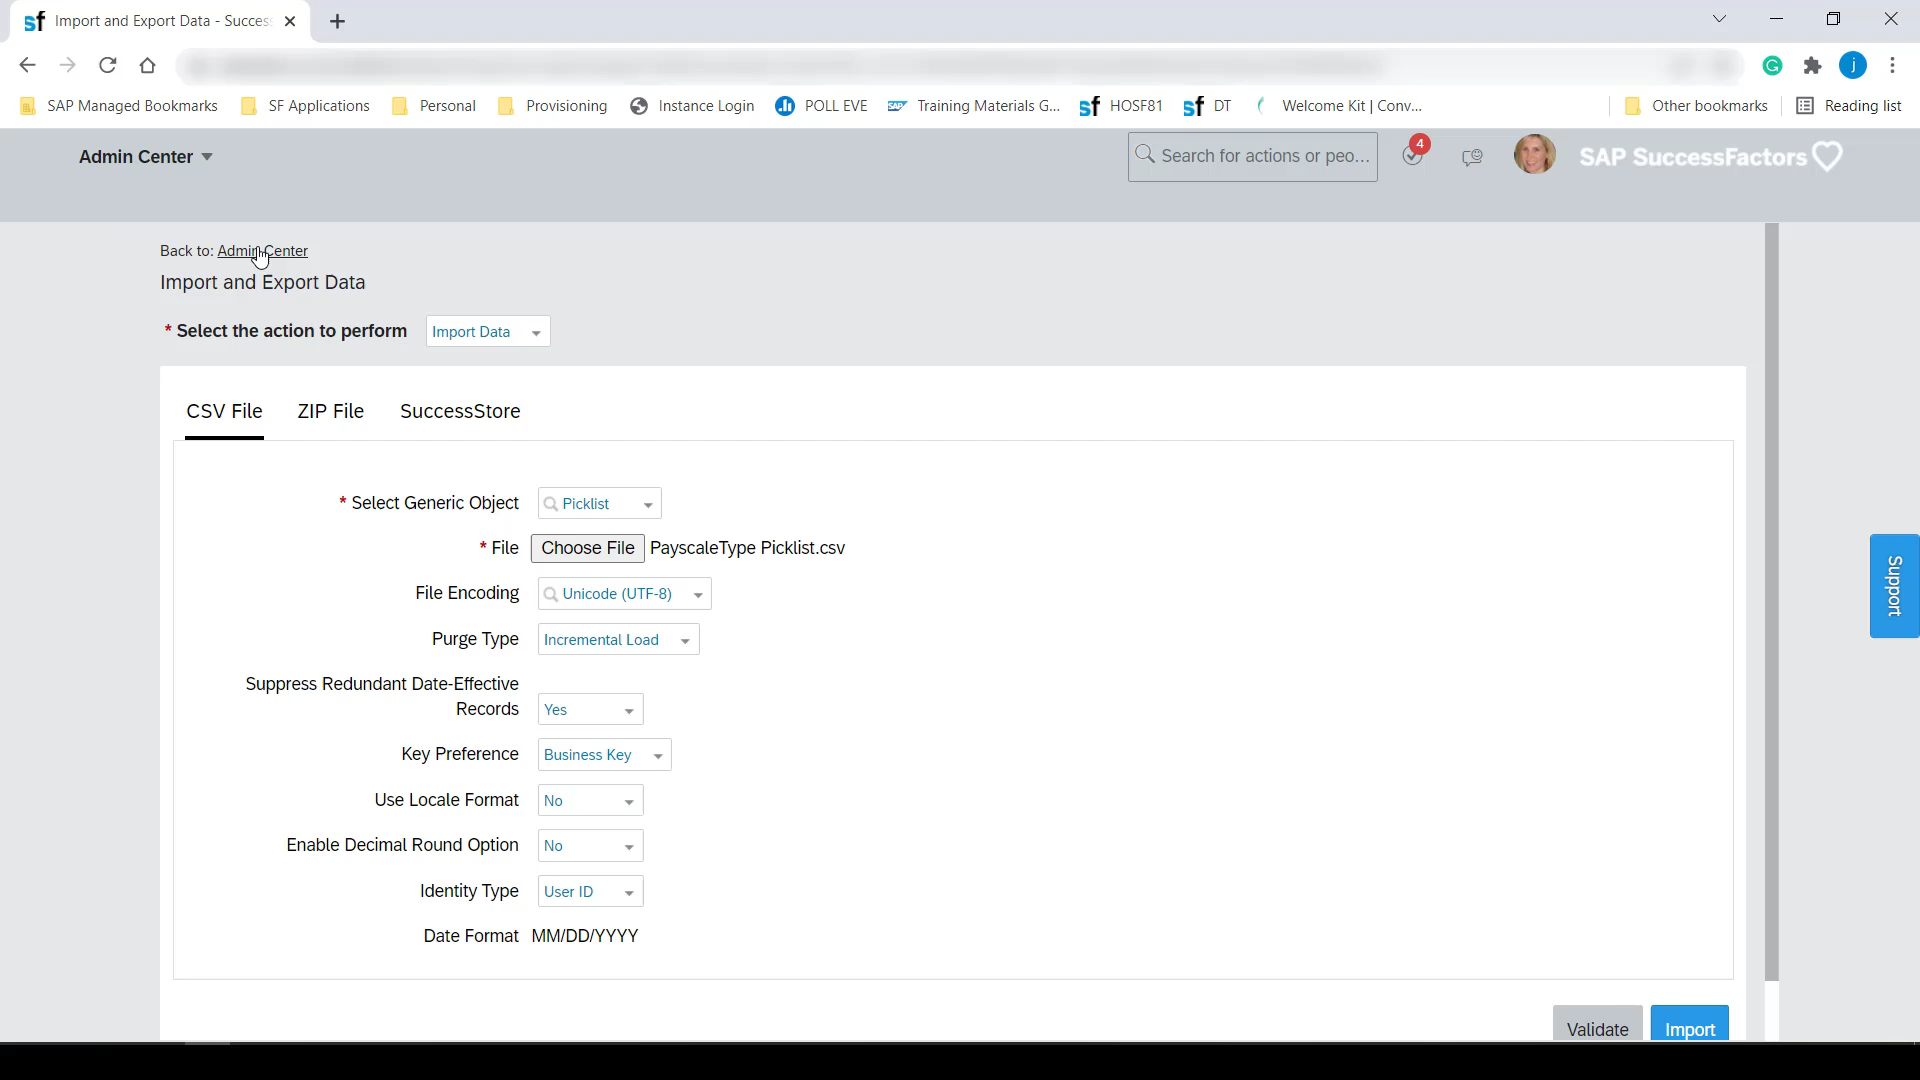 Import and Export Data - Succes
SAP Managed Bookmarks
SF Applications
Personal
Provisioning
Instance Login
POLL EVE
Training Materials G...
HOSF81
DT
Welcome Kit | Conv...
Other bookmarks
Reading list
Admin Center
Search for actions or peo...
4
SAP SuccessFactors
Back to: Admin Center
Import and Export Data
* Select the action to perform
Import Data
CSV File
ZIP File
SuccessStore
* Select Generic Object
Picklist
* File
Choose File
PayscaleType Picklist.csv
File Encoding
Unicode (UTF-8)
Purge Type
Incremental Load
Suppress Redundant Date-Effective
Records
Yes
Key Preference
Business Key
Use Locale Format
No
Enable Decimal Round Option
No
Identity Type
User ID
Date Format
MM/DD/YYYY
Support
Validate
Import